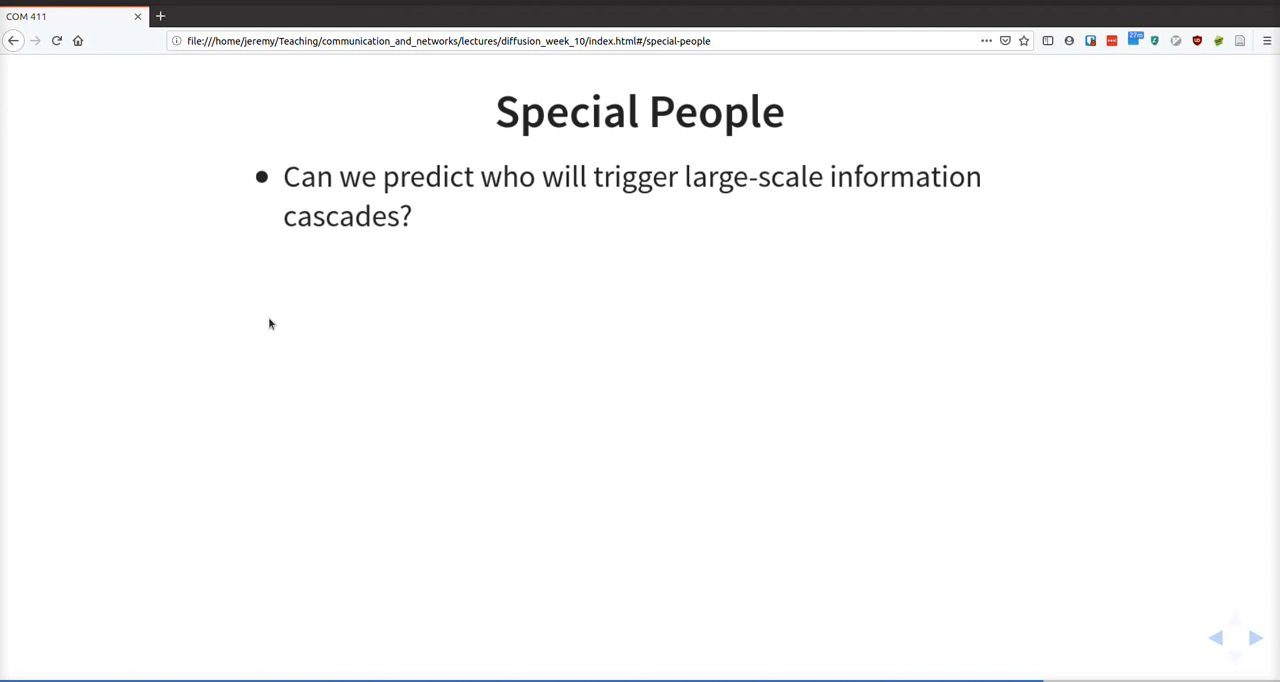 COM 411
file:///home/jeremy/Teaching/communication_and_networks/lectures/diffusion_week_10/index.html#/special-people
27m
Special People
• Can we predict who will trigger large-scale information
cascades?